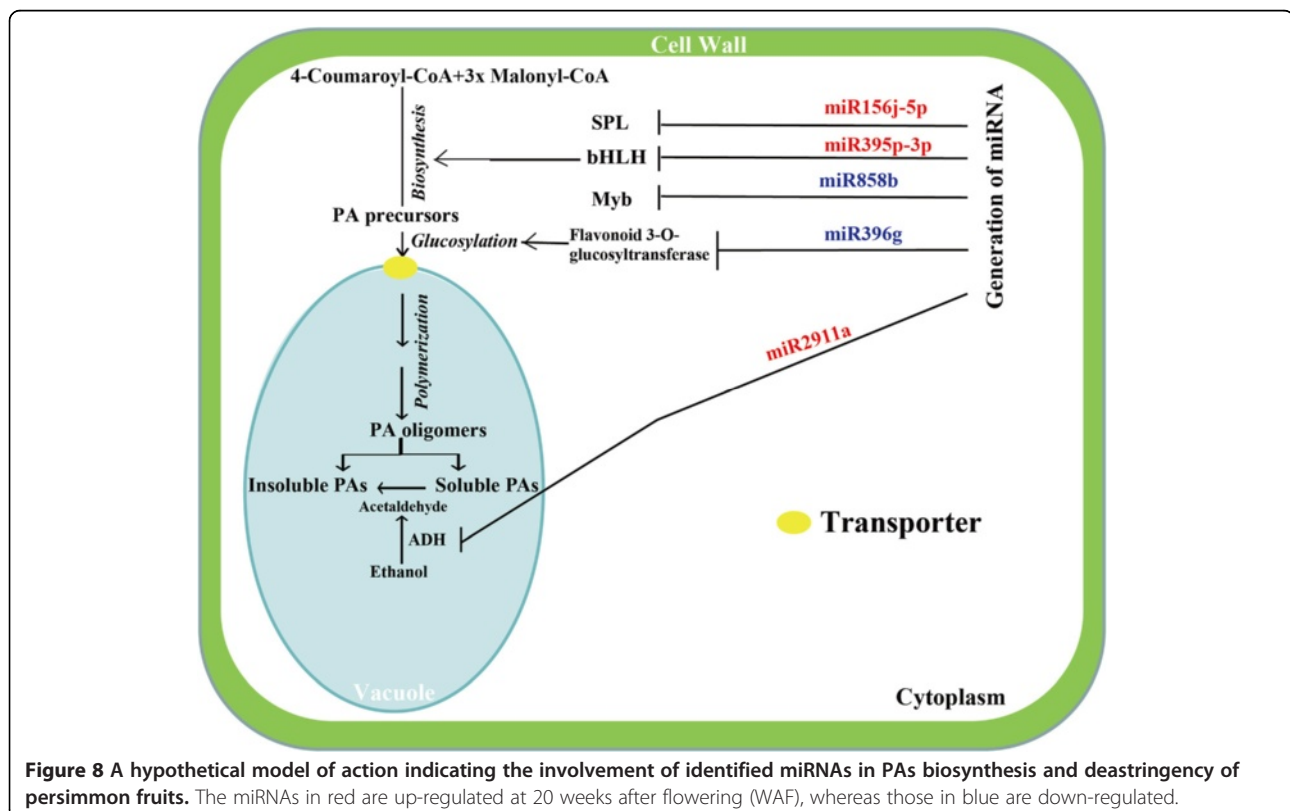 Cell Wall
4-Coumaroyl-CoA+3x Malonyl-CoA
Biosynthesis
SPL
miR156j-5p
bHLH
miR395p-3p
Myb
miR858b
PA precursors
Glucosylation
Flavonoid 3-O-
glucosyltransferase
miR396g
Generation of miRNA
miR2911a
Polymerization
PA oligomers
Insoluble PAs
Soluble PAs
Acetaldehyde
ADH
Ethanol
Transporter
Vacuole
Cytoplasm
Figure 8 A hypothetical model of action indicating the involvement of identified miRNAs in PAs biosynthesis and deastringency of
persimmon fruits. The miRNAs in red are up-regulated at 20 weeks after flowering (WAF), whereas those in blue are down-regulated.